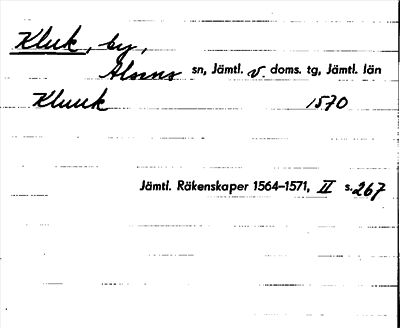 Kluk, by,
Alsens sn, Jämtl. v. doms. tg, Jämtl. län
Kluuk 1570
Jämtl. Räkenskaper 1564–1571, II s. 267